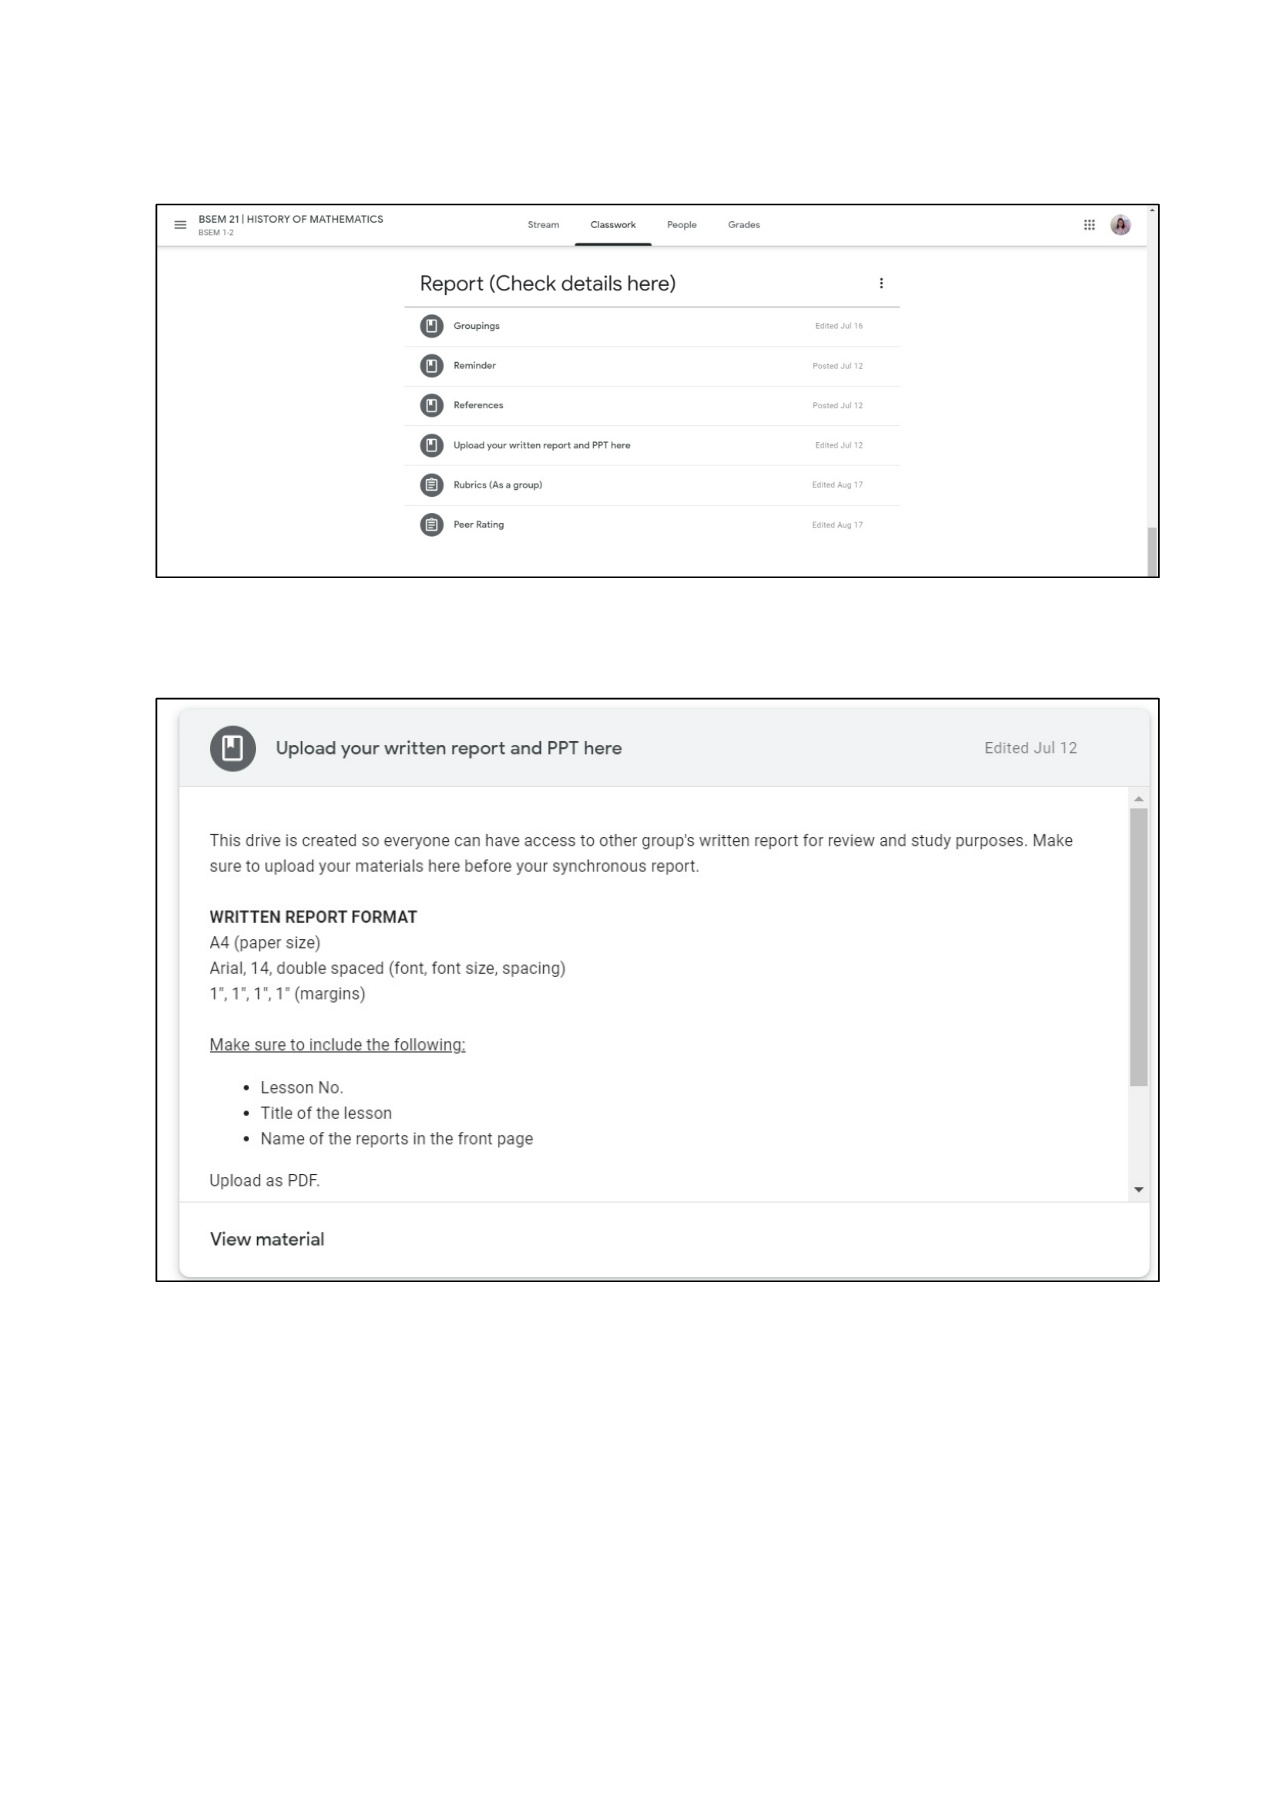 BSEM 21 | HISTORY OF MATHEMATICS
BSEM 1-2
Stream Classwork People Grades
Report (Check details here)
Groupings Edited Jul 16
Reminder Posted Jul 12
References Posted Jul 12
Upload your written report and PPT here Edited Jul 12
Rubrics (As a group) Edited Aug 17
Peer Rating Edited Aug 17
Upload your written report and PPT here Edited Jul 12
This drive is created so everyone can have access to other group's written report for review and study purposes. Make
sure to upload your materials here before your synchronous report.
WRITTEN REPORT FORMAT
A4 (paper size)
Arial, 14, double spaced (font, font size, spacing)
1", 1", 1", 1" (margins)
Make sure to include the following:
• Lesson No.
• Title of the lesson
• Name of the reports in the front page
Upload as PDF.
View material